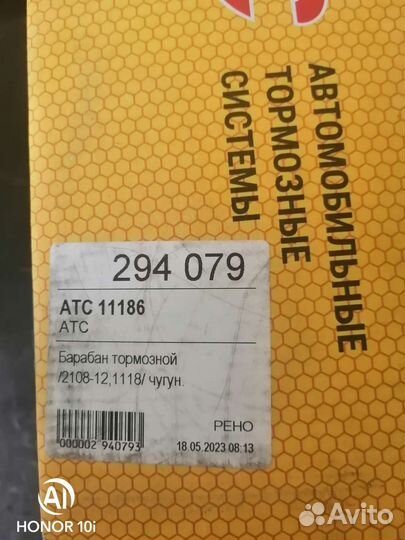 АВТОМОБИЛЬНЫЕ
ТОРМОЗНЫЕ
СИСТЕМЫ
294 079
АТС 11186
АТС
Барабан тормозной
/2108-12,1118/ чугун.
000002 940793
РЕНО
18.05.2023 08:13
AI
HONOR 10i
Avito